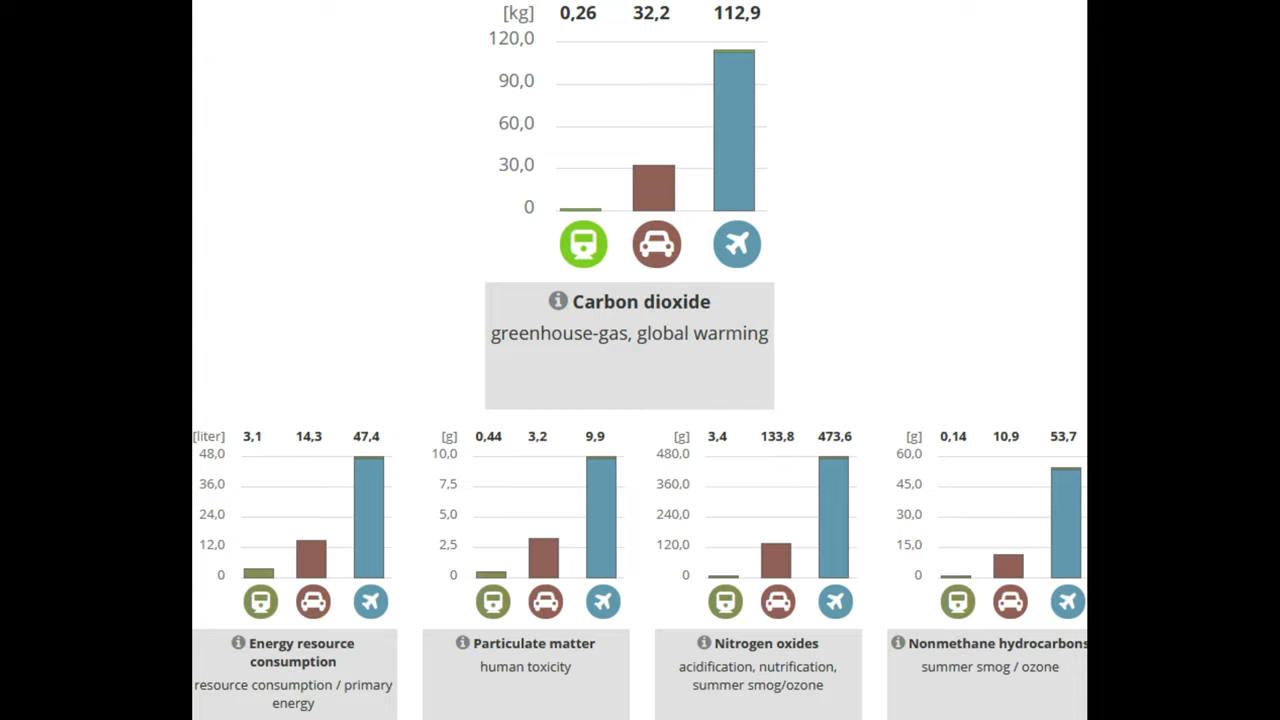 [kg] 0,26 32,2 112,9
120,0
90,0
60,0
30,0
0
Carbon dioxide
greenhouse-gas, global warming
[liter] 3,1 14,3 47,4
48,0
36,0
24,0
12,0
0
Energy resource
consumption
resource consumption / primary
energy
[g] 0,44 3,2 9,9
10,0
7,5
5,0
2,5
0
Particulate matter
human toxicity
[g] 3,4 133,8 473,6
480,0
360,0
240,0
120,0
0
Nitrogen oxides
acidification, nutrification,
summer smog/ozone
[g] 0,14 10,9 53,7
60,0
45,0
30,0
15,0
0
Nonmethane hydrocarbons
summer smog / ozone